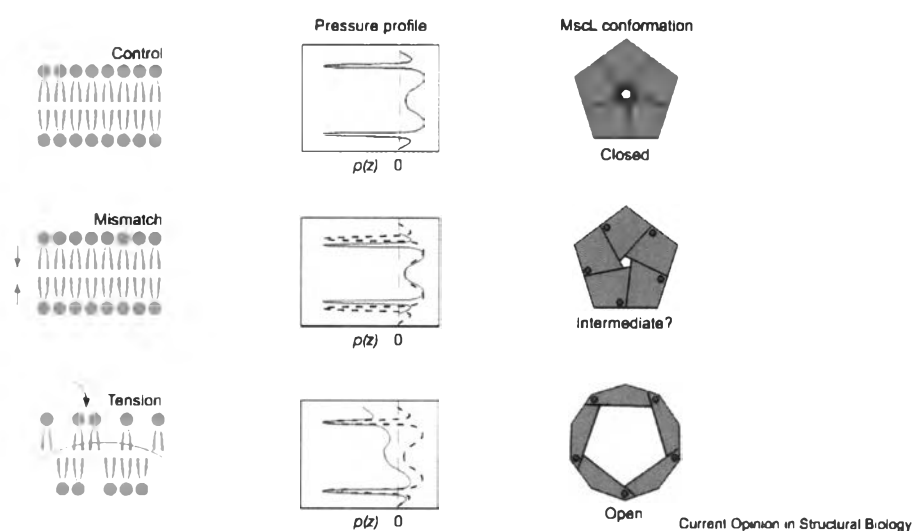 Pressure profile
MscL conformation
Control
p(z) 0
Closed
Mismatch
p(z) 0
Intermediate?
Tension
p(z) 0
Open
Current Opinion in Structural Biology